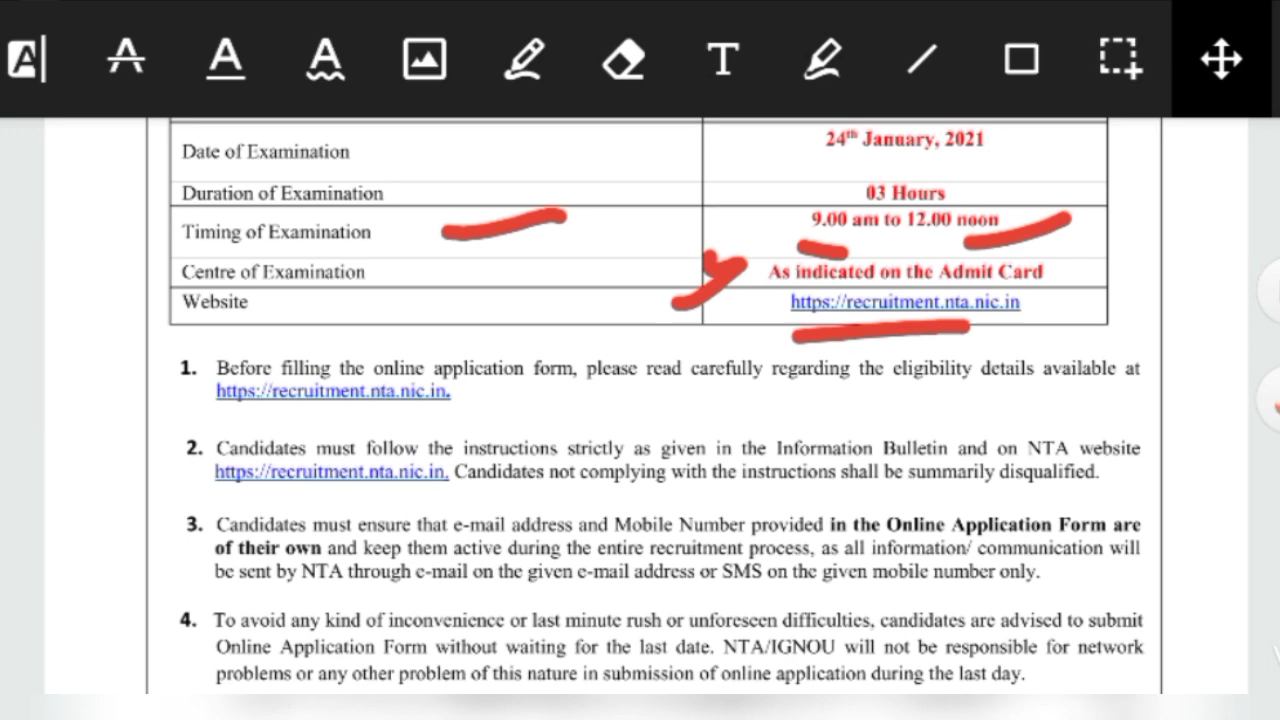 Date of Examination
24th January, 2021
Duration of Examination
03 Hours
Timing of Examination
9.00 am to 12.00 noon
Centre of Examination
As indicated on the Admit Card
Website
https://recruitment.nta.nic.in
1. Before filling the online application form, please read carefully regarding the eligibility details available at
https://recruitment.nta.nic.in.
2. Candidates must follow the instructions strictly as given in the Information Bulletin and on NTA website
https://recruitment.nta.nic.in. Candidates not complying with the instructions shall be summarily disqualified.
3. Candidates must ensure that e-mail address and Mobile Number provided in the Online Application Form are
of their own and keep them active during the entire recruitment process, as all information/ communication will
be sent by NTA through e-mail on the given e-mail address or SMS on the given mobile number only.
4. To avoid any kind of inconvenience or last minute rush or unforeseen difficulties, candidates are advised to submit
Online Application Form without waiting for the last date. NTA/IGNOU will not be responsible for network
problems or any other problem of this nature in submission of online application during the last day.